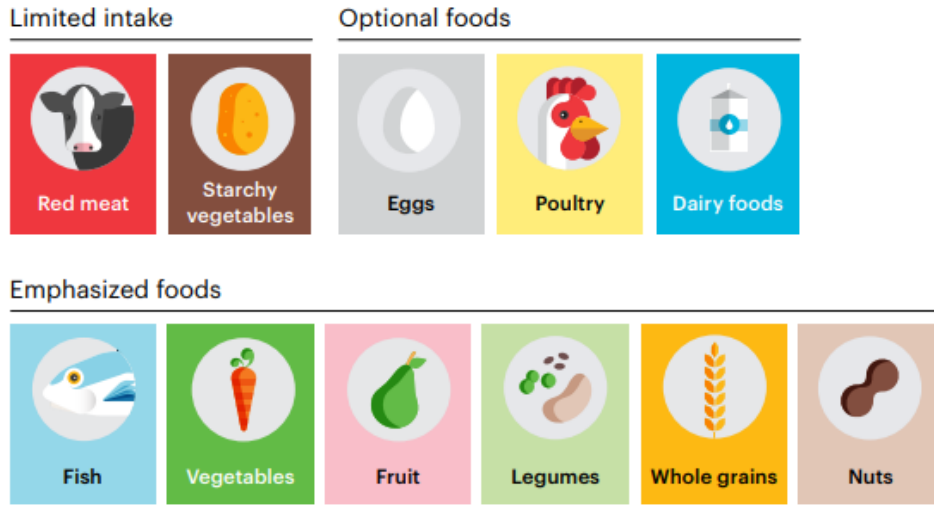 Limited intake
Optional foods
Red meat
Starchy
vegetables
Eggs
Poultry
Dairy foods
Emphasized foods
Fish
Vegetables
Fruit
Legumes
Whole grains
Nuts